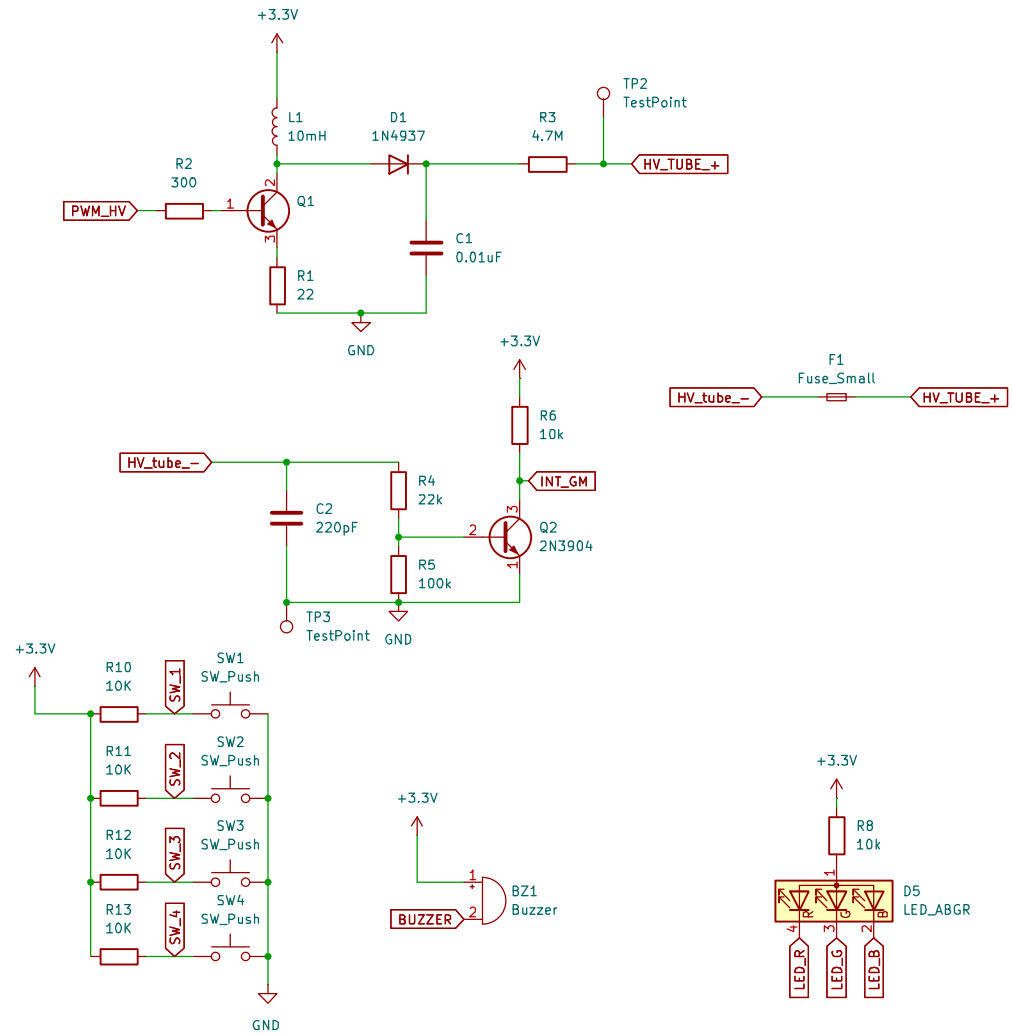 +3.3V
L1
10mH
D1
1N4937
R3
4.7M
TP2
TestPoint
HV_TUBE_+
R2
300
PWM_HV
1
2
3
Q1
C1
0.01uF
R1
22
GND
+3.3V
R6
10k
F1
Fuse_Small
HV_tube_-
HV_TUBE_+
HV_tube_-
INT_GM
R4
22k
C2
220pF
3
2
1
Q2
2N3904
R5
100k
TP3
TestPoint
GND
+3.3V
R10
10K
SW_1
SW1
SW_Push
R11
10K
SW_2
SW2
SW_Push
R12
10K
SW_3
SW3
SW_Push
R13
10K
SW_4
SW4
SW_Push
GND
+3.3V
1
+
2
BZ1
Buzzer
BUZZER
+3.3V
R8
10k
1
D5
LED_ABGR
R
G
B
4
3
2
LED_R
LED_G
LED_B